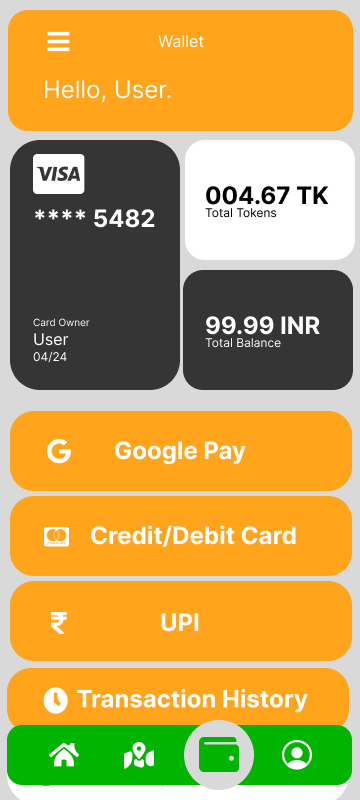 Wallet
Hello, User.
VISA
**** 5482
Card Owner
User
04/24
004.67 TK
Total Tokens
99.99 INR
Total Balance
Google Pay
Credit/Debit Card
UPI
Transaction History